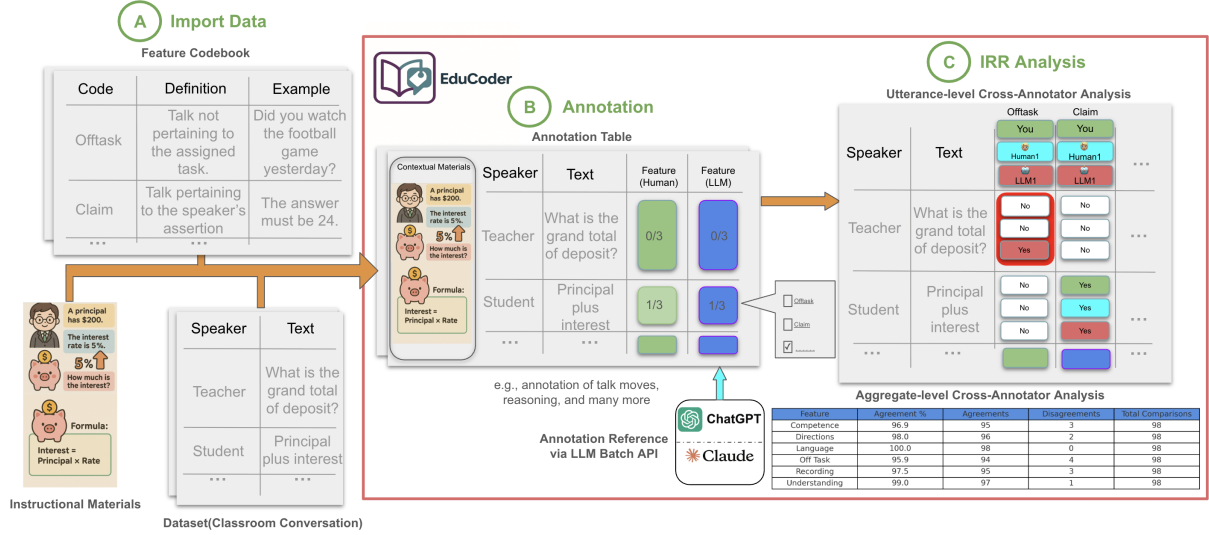 A Import Data
Feature Codebook
Code Definition Example
Offtask
Talk not
pertaining to
the assigned
task.
Did you watch
the football
game
yesterday?
Claim
Talk pertaining
to the speaker's
assertion
The answer
must be 24.
... ...
A principal
has $200.
The interest
rate is 5%.
5%
How much is
the interest?
$
Formula:
Interest =
Principal × Rate
Instructional Materials
Speaker Text
Teacher
What is the
grand total
of deposit?
Student
Principal
plus interest
... ...
Dataset(Classroom Conversation)
EduCoder
B Annotation
Annotation Table
Contextual Materials
A principal
has $200.
The interest
rate is 5%.
5%
How much is
the interest?
$
Formula:
Interest =
Principal × Rate
Speaker Text
Feature
(Human)
Feature
(LLM)
Teacher
What is the
grand total
of deposit?
0/3 0/3
Student
Principal
plus
interest
1/3 1/3
... ...
Offtask
Claim
e.g., annotation of talk moves,
reasoning, and many more
Annotation Reference
via LLM Batch API
ChatGPT
Claude
C IRR Analysis
Utterance-level Cross-Annotator Analysis
Speaker Text
Offtask Claim
You You
Human1 Human1
LLM1 LLM1
...
Teacher
What is the
grand total
of deposit?
No No
No No
Yes No
...
Student
Principal
plus
interest
No Yes
No Yes
No Yes
...
... ... ...
Aggregate-level Cross-Annotator Analysis
Feature Agreement % Agreements Disagreements Total Comparisons
Competence 96.9 95 3 98
Directions 98.0 96 2 98
Language 100.0 98 0 98
Off Task 95.9 94 4 98
Recording 97.5 95 3 98
Understanding 99.0 97 1 98